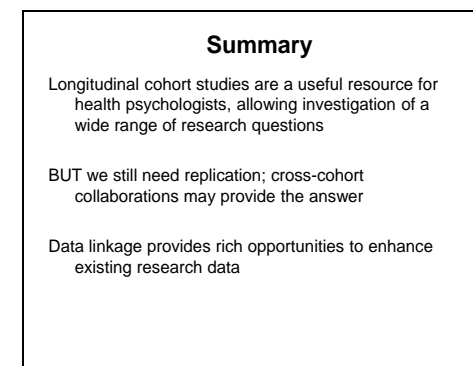 Summary
Longitudinal cohort studies are a useful resource for
health psychologists, allowing investigation of a
wide range of research questions
BUT we still need replication; cross-cohort
collaborations may provide the answer
Data linkage provides rich opportunities to enhance
existing research data